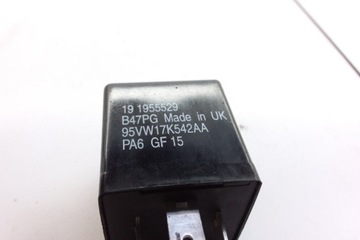 19 1955529
B47PG Made in UK
95VW17K542AA
PA6 GF 15